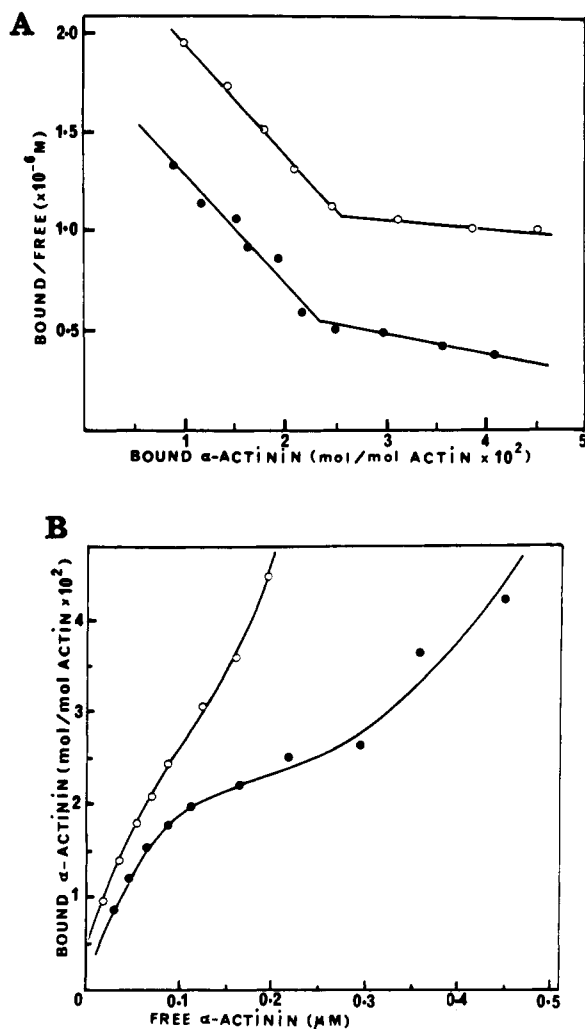 A
2·0
1·5
1·0
0·5
BOUND/FREE (×10⁻⁶M)
1 2 3 4 5
BOUND α-ACTiNiN (mol/mol ACTiN ×10²)
B
4
3
2
1
BOUND α-ACTiNiN (mol/mol ACTiN ×10²)
0 0·1 0·2 0·3 0·4 0·5
FREE α-ACTiNiN (μM)